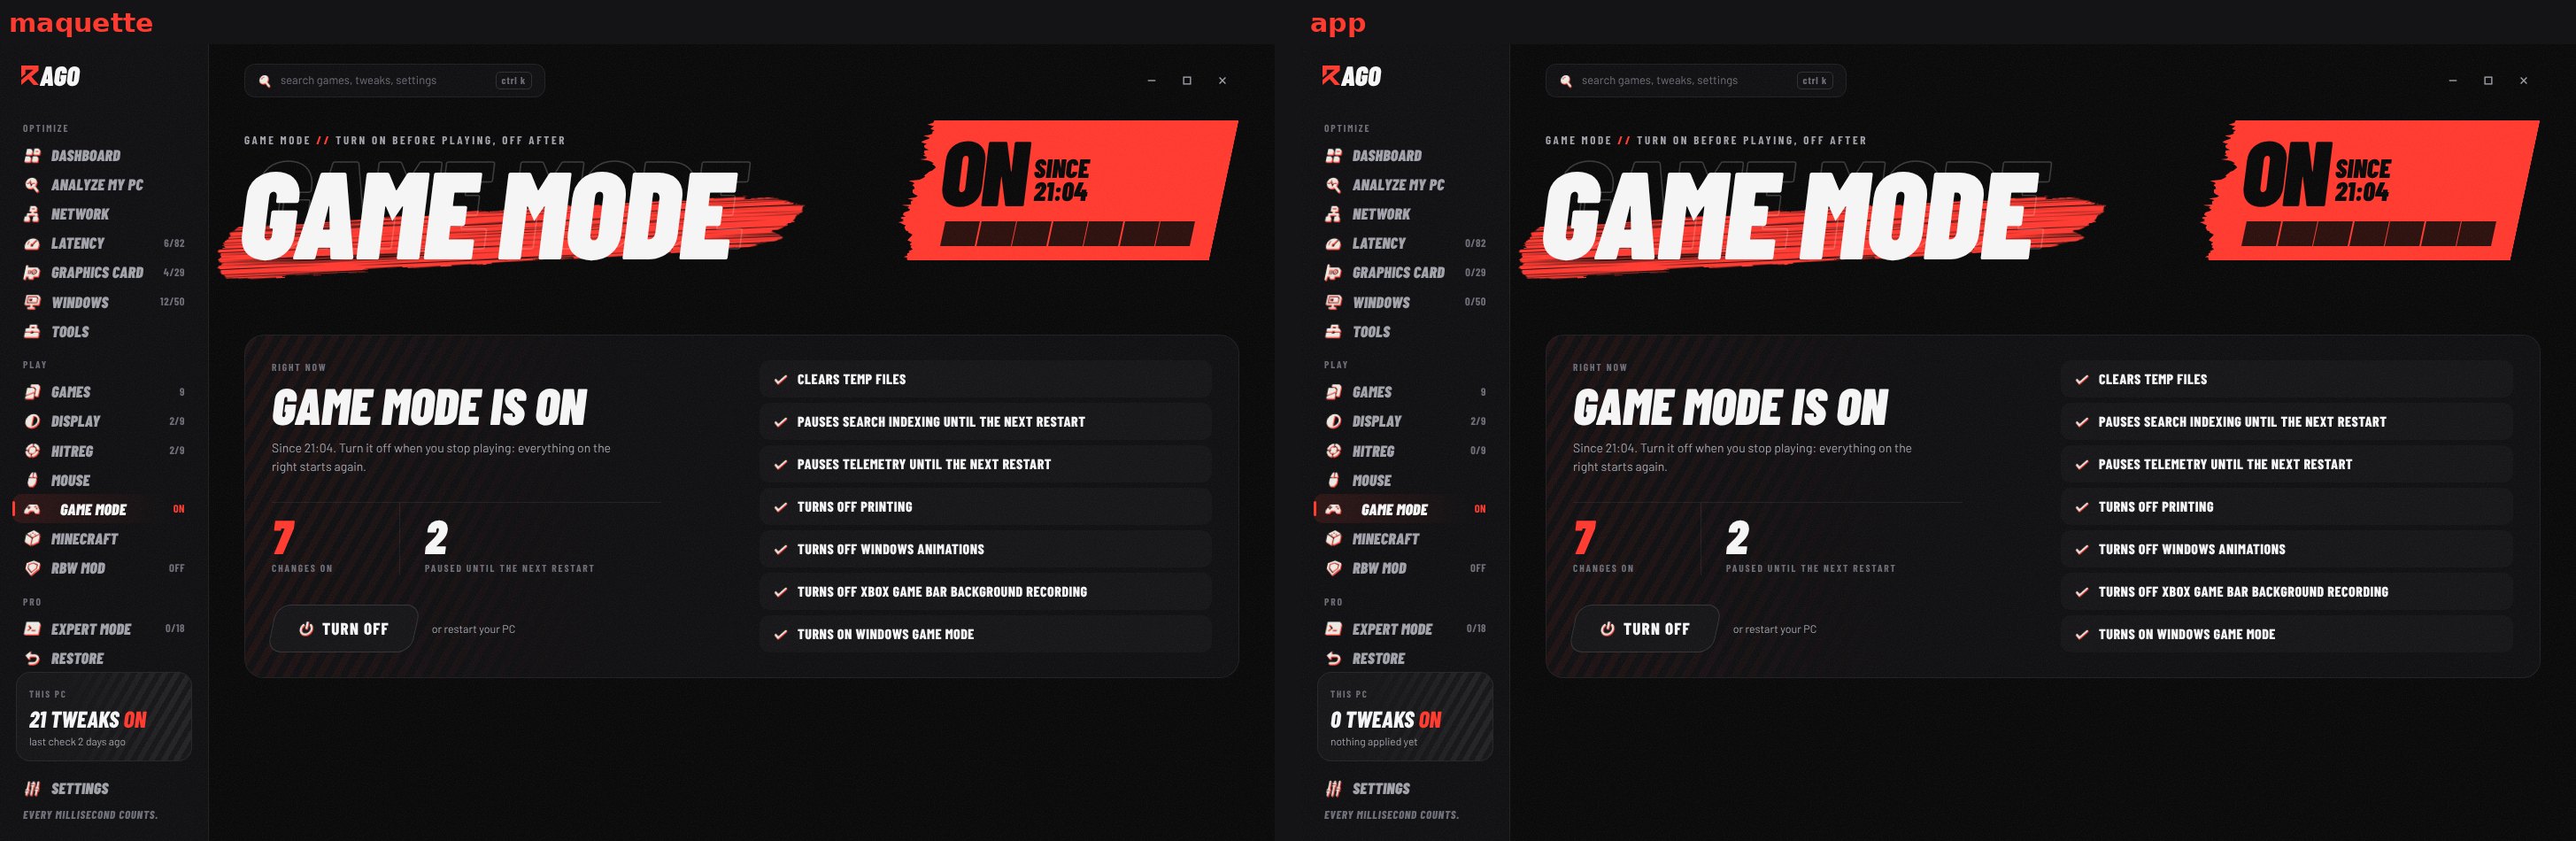 maquette
RAGO
search games, tweaks, settings
ctrl k
OPTIMIZE
DASHBOARD
ANALYZE MY PC
NETWORK
LATENCY 6/82
GRAPHICS CARD 4/29
WINDOWS 12/50
TOOLS
PLAY
GAMES 9
DISPLAY 2/9
HITREG 2/9
MOUSE
GAME MODE ON
MINECRAFT
RBW MOD OFF
PRO
EXPERT MODE 0/18
RESTORE
THIS PC
21 TWEAKS ON
last check 2 days ago
SETTINGS
EVERY MILLISECOND COUNTS.
GAME MODE // TURN ON BEFORE PLAYING, OFF AFTER
GAME MODE
GAME MODE
ON SINCE
21:04
RIGHT NOW
GAME MODE IS ON
Since 21:04. Turn it off when you stop playing: everything on the
right starts again.
7
CHANGES ON
2
PAUSED UNTIL THE NEXT RESTART
TURN OFF
or restart your PC
CLEARS TEMP FILES
PAUSES SEARCH INDEXING UNTIL THE NEXT RESTART
PAUSES TELEMETRY UNTIL THE NEXT RESTART
TURNS OFF PRINTING
TURNS OFF WINDOWS ANIMATIONS
TURNS OFF XBOX GAME BAR BACKGROUND RECORDING
TURNS ON WINDOWS GAME MODE
app
RAGO
search games, tweaks, settings
ctrl k
OPTIMIZE
DASHBOARD
ANALYZE MY PC
NETWORK
LATENCY 0/82
GRAPHICS CARD 0/29
WINDOWS 0/50
TOOLS
PLAY
GAMES 9
DISPLAY 2/9
HITREG 0/9
MOUSE
GAME MODE ON
MINECRAFT
RBW MOD OFF
PRO
EXPERT MODE 0/18
RESTORE
THIS PC
0 TWEAKS ON
nothing applied yet
SETTINGS
EVERY MILLISECOND COUNTS.
GAME MODE // TURN ON BEFORE PLAYING, OFF AFTER
GAME MODE
GAME MODE
ON SINCE
21:04
RIGHT NOW
GAME MODE IS ON
Since 21:04. Turn it off when you stop playing: everything on the
right starts again.
7
CHANGES ON
2
PAUSED UNTIL THE NEXT RESTART
TURN OFF
or restart your PC
CLEARS TEMP FILES
PAUSES SEARCH INDEXING UNTIL THE NEXT RESTART
PAUSES TELEMETRY UNTIL THE NEXT RESTART
TURNS OFF PRINTING
TURNS OFF WINDOWS ANIMATIONS
TURNS OFF XBOX GAME BAR BACKGROUND RECORDING
TURNS ON WINDOWS GAME MODE